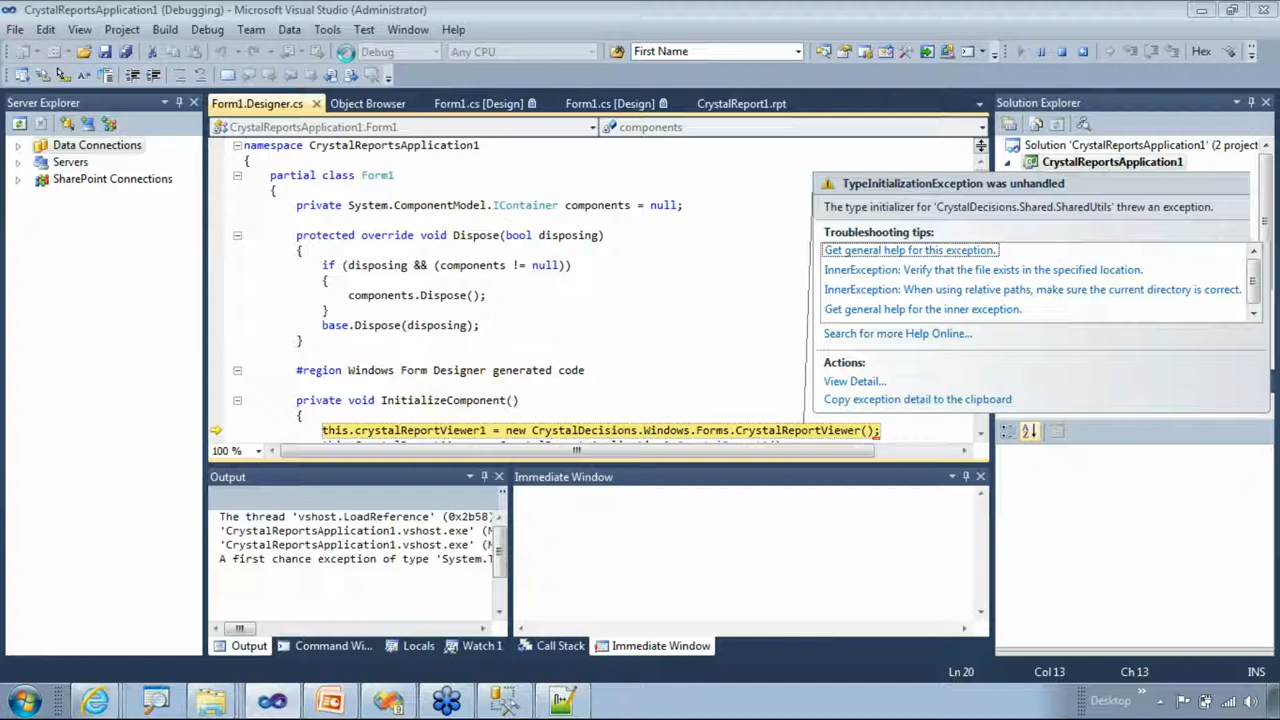 CrystalReportsApplication1 (Debugging) - Microsoft Visual Studio (Administrator)
File Edit View Project Build Debug Team Data Tools Test Window Help
Debug Any CPU First Name Hex
Server Explorer
Data Connections
Servers
SharePoint Connections
Form1.Designer.cs Object Browser Form1.cs [Design] Form1.cs [Design] CrystalReport1.rpt
CrystalReportsApplication1.Form1 components
namespace CrystalReportsApplication1
{
partial class Form1
{
private System.ComponentModel.IContainer components = null;
protected override void Dispose(bool disposing)
{
if (disposing && (components != null))
{
components.Dispose();
}
base.Dispose(disposing);
}
#region Windows Form Designer generated code
private void InitializeComponent()
{
this.crystalReportViewer1 = new CrystalDecisions.Windows.Forms.CrystalReportViewer();
100 %
Solution Explorer
Solution 'CrystalReportsApplication1' (2 project
CrystalReportsApplication1
TypeInitializationException was unhandled
The type initializer for 'CrystalDecisions.Shared.SharedUtils' threw an exception.
Troubleshooting tips:
Get general help for this exception.
InnerException: Verify that the file exists in the specified location.
InnerException: When using relative paths, make sure the current directory is correct.
Get general help for the inner exception.
Search for more Help Online...
Actions:
View Detail...
Copy exception detail to the clipboard
Output
The thread 'vshost.LoadReference' (0x2b58)
'CrystalReportsApplication1.vshost.exe' (M
'CrystalReportsApplication1.vshost.exe' (M
A first chance exception of type 'System.T
Immediate Window
Output Command Wi... Locals Watch 1 Call Stack Immediate Window
Ln 20 Col 13 Ch 13 INS
Desktop